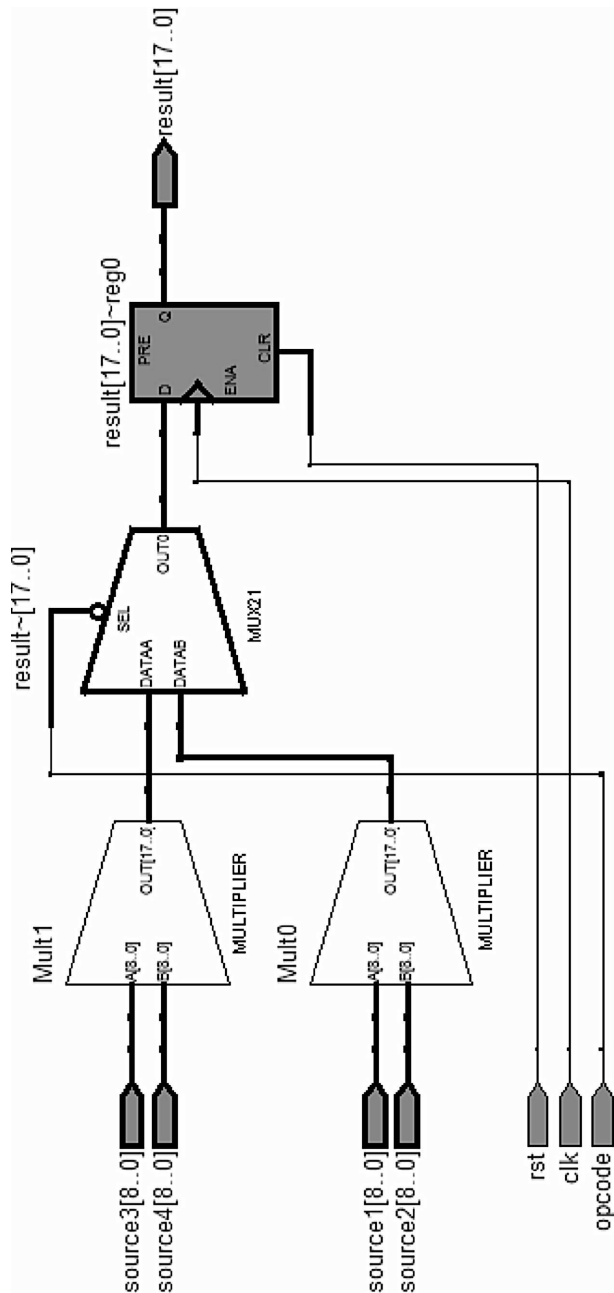 Mult1
source3[8..0]
source4[8..0]
A[8..0]
B[8..0]
OUT[17..0]
MULTIPLIER
Mult0
source1[8..0]
source2[8..0]
A[8..0]
B[8..0]
OUT[17..0]
MULTIPLIER
rst
clk
opcode
result~[17..0]
SEL
DATAA
DATAB
OUT0
MUX21
result[17..0]~reg0
PRE
D
Q
ENA
CLR
result[17..0]